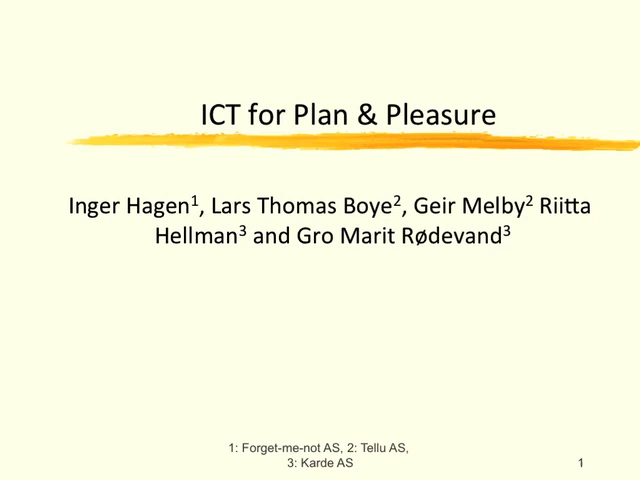 ICT for Plan & Pleasure
Inger Hagen¹, Lars Thomas Boye², Geir Melby² Riitta
Hellman³ and Gro Marit Rødevand³
1: Forget-me-not AS, 2: Tellu AS,
3: Karde AS
1